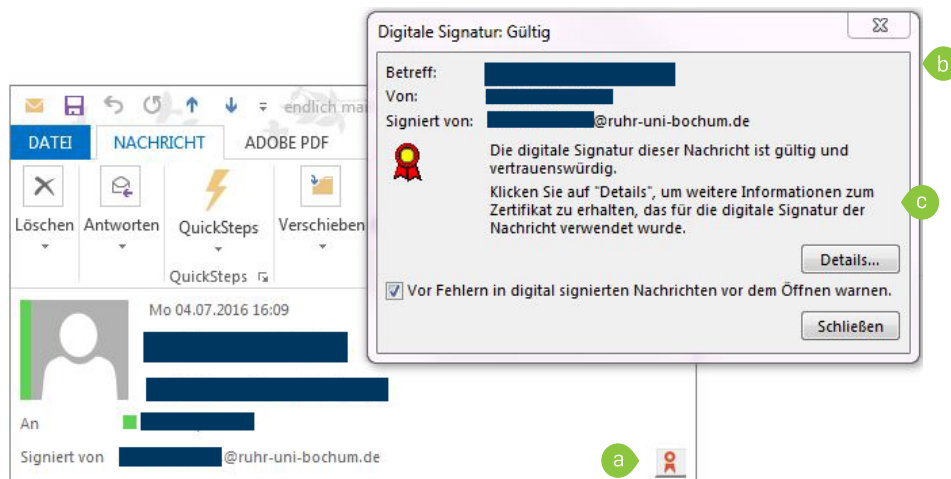 Digitale Signatur: Gültig
b
Betreff:
Von:
Signiert von: @ruhr-uni-bochum.de
Die digitale Signatur dieser Nachricht ist gültig und
vertrauenswürdig.
Klicken Sie auf "Details", um weitere Informationen zum
Zertifikat zu erhalten, das für die digitale Signatur der
Nachricht verwendet wurde.
c
Details...
Vor Fehlern in digital signierten Nachrichten vor dem Öffnen warnen.
Schließen
endlich mai
DATEI NACHRICHT ADOBE PDF
Löschen Antworten QuickSteps Verschieben
QuickSteps
Mo 04.07.2016 16:09
An
Signiert von @ruhr-uni-bochum.de
a